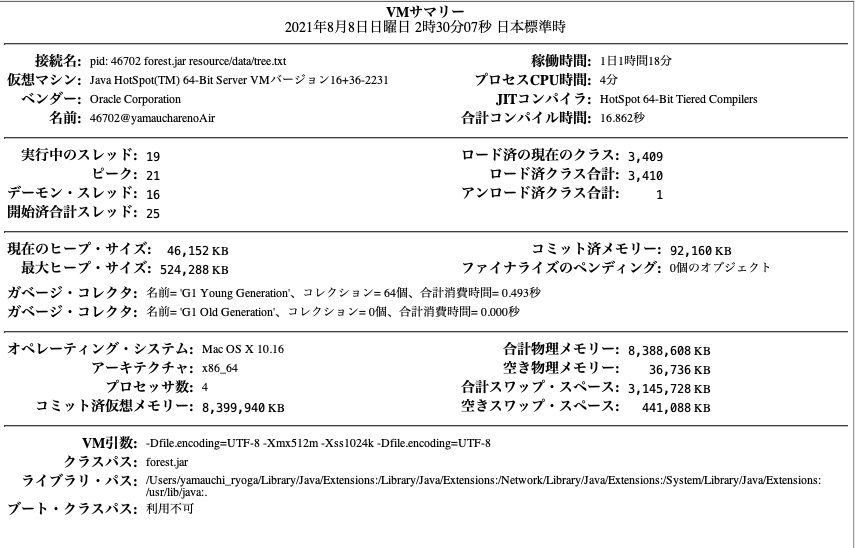 VMサマリー
2021年8月8日日曜日 2時30分07秒 日本標準時
接続名: pid: 46702 forest.jar resource/data/tree.txt 稼働時間: 1日1時間18分
仮想マシン: Java HotSpot(TM) 64-Bit Server VMバージョン16+36-2231 プロセスCPU時間: 4分
ベンダー: Oracle Corporation JITコンパイラ: HotSpot 64-Bit Tiered Compilers
名前: 46702@yamaucharenoAir 合計コンパイル時間: 16.862秒
実行中のスレッド: 19 ロード済の現在のクラス: 3,409
ピーク: 21 ロード済クラス合計: 3,410
デーモン・スレッド: 16 アンロード済クラス合計: 1
開始済合計スレッド: 25
現在のヒープ・サイズ: 46,152 KB コミット済メモリー: 92,160 KB
最大ヒープ・サイズ: 524,288 KB ファイナライズのペンディング: 0個のオブジェクト
ガベージ・コレクタ: 名前= 'G1 Young Generation'、コレクション= 64個、合計消費時間= 0.493秒
ガベージ・コレクタ: 名前= 'G1 Old Generation'、コレクション= 0個、合計消費時間= 0.000秒
オペレーティング・システム: Mac OS X 10.16 合計物理メモリー: 8,388,608 KB
アーキテクチャ: x86_64 空き物理メモリー: 36,736 KB
プロセッサ数: 4 合計スワップ・スペース: 3,145,728 KB
コミット済仮想メモリー: 8,399,940 KB 空きスワップ・スペース: 441,088 KB
VM引数: -Dfile.encoding=UTF-8 -Xmx512m -Xss1024k -Dfile.encoding=UTF-8
クラスパス: forest.jar
ライブラリ・パス: /Users/yamauchi_ryoga/Library/Java/Extensions:/Library/Java/Extensions:/Network/Library/Java/Extensions:/System/Library/Java/Extensions:
/usr/lib/java:.
ブート・クラスパス: 利用不可